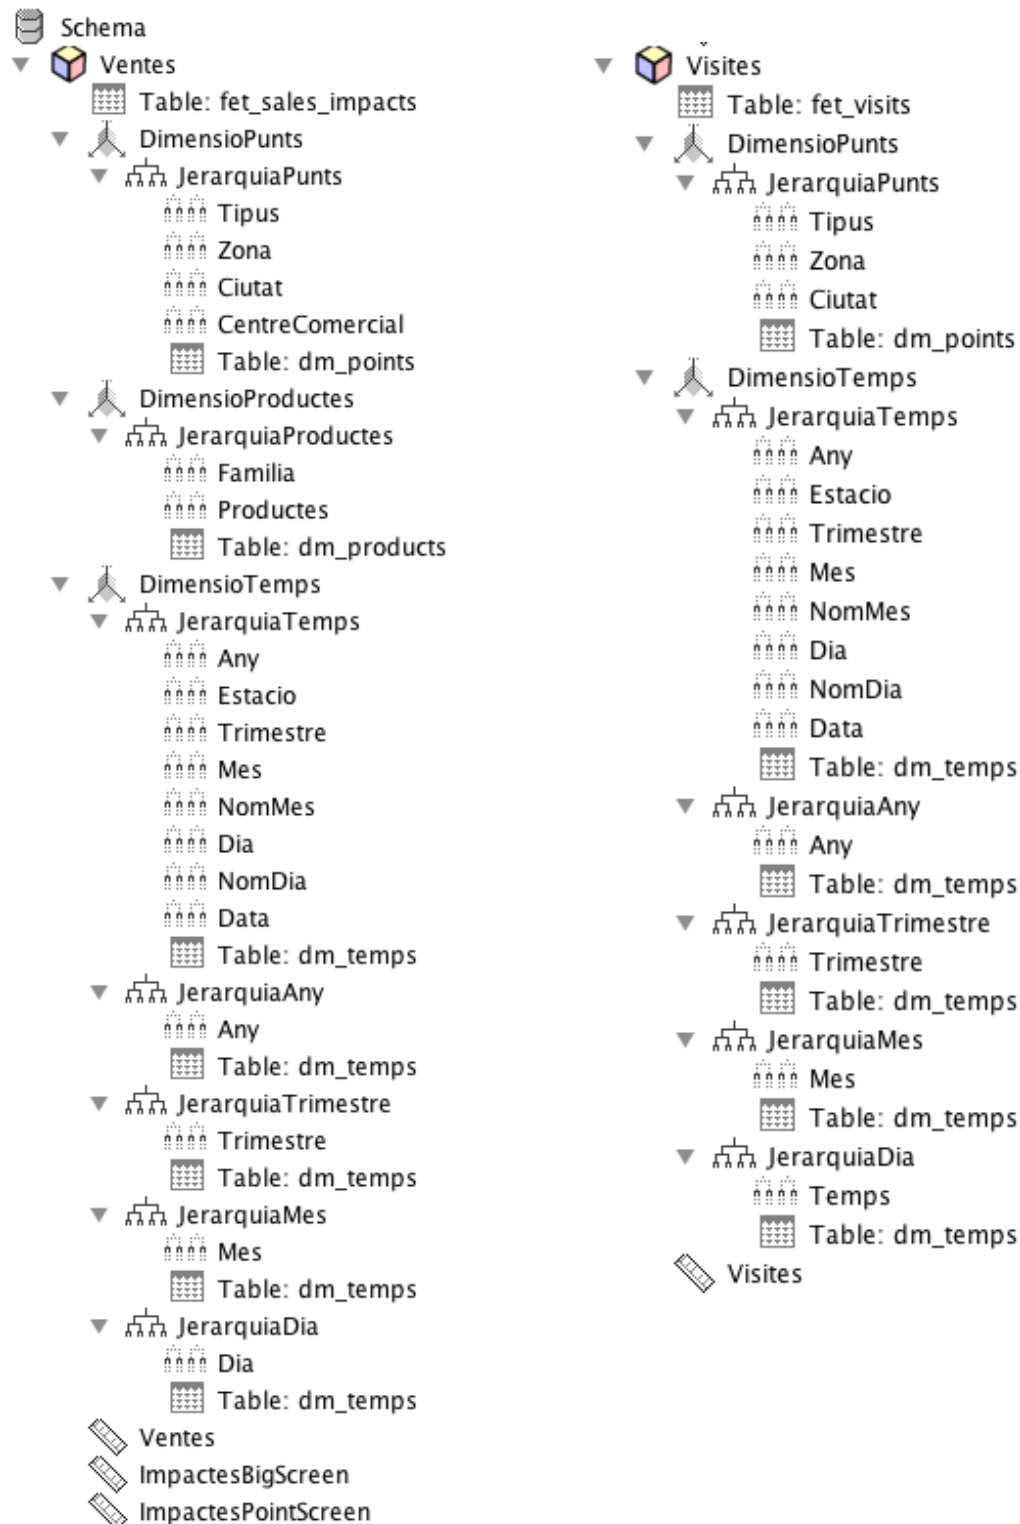 Schema
Ventes
Table: fet_sales_impacts
DimensioPunts
JerarquiaPunts
Tipus
Zona
Ciutat
CentreComercial
Table: dm_points
DimensioProductes
JerarquiaProductes
Familia
Productes
Table: dm_products
DimensioTemps
JerarquiaTemps
Any
Estacio
Trimestre
Mes
NomMes
Dia
NomDia
Data
Table: dm_temps
JerarquiaAny
Any
Table: dm_temps
JerarquiaTrimestre
Trimestre
Table: dm_temps
JerarquiaMes
Mes
Table: dm_temps
JerarquiaDia
Dia
Table: dm_temps
Ventes
ImpactesBigScreen
ImpactesPointScreen
Visites
Table: fet_visits
DimensioPunts
JerarquiaPunts
Tipus
Zona
Ciutat
Table: dm_points
DimensioTemps
JerarquiaTemps
Any
Estacio
Trimestre
Mes
NomMes
Dia
NomDia
Data
Table: dm_temps
JerarquiaAny
Any
Table: dm_temps
JerarquiaTrimestre
Trimestre
Table: dm_temps
JerarquiaMes
Mes
Table: dm_temps
JerarquiaDia
Temps
Table: dm_temps
Visites